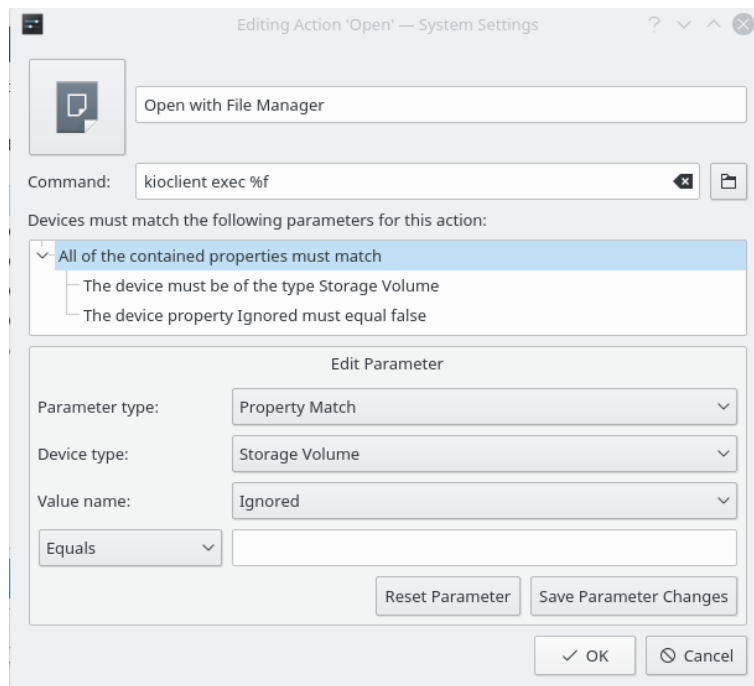 Editing Action 'Open' — System Settings
Open with File Manager
Command: kioclient exec %f
Devices must match the following parameters for this action:
All of the contained properties must match
The device must be of the type Storage Volume
The device property Ignored must equal false
Edit Parameter
Parameter type: Property Match
Device type: Storage Volume
Value name: Ignored
Equals
Reset Parameter Save Parameter Changes
OK Cancel